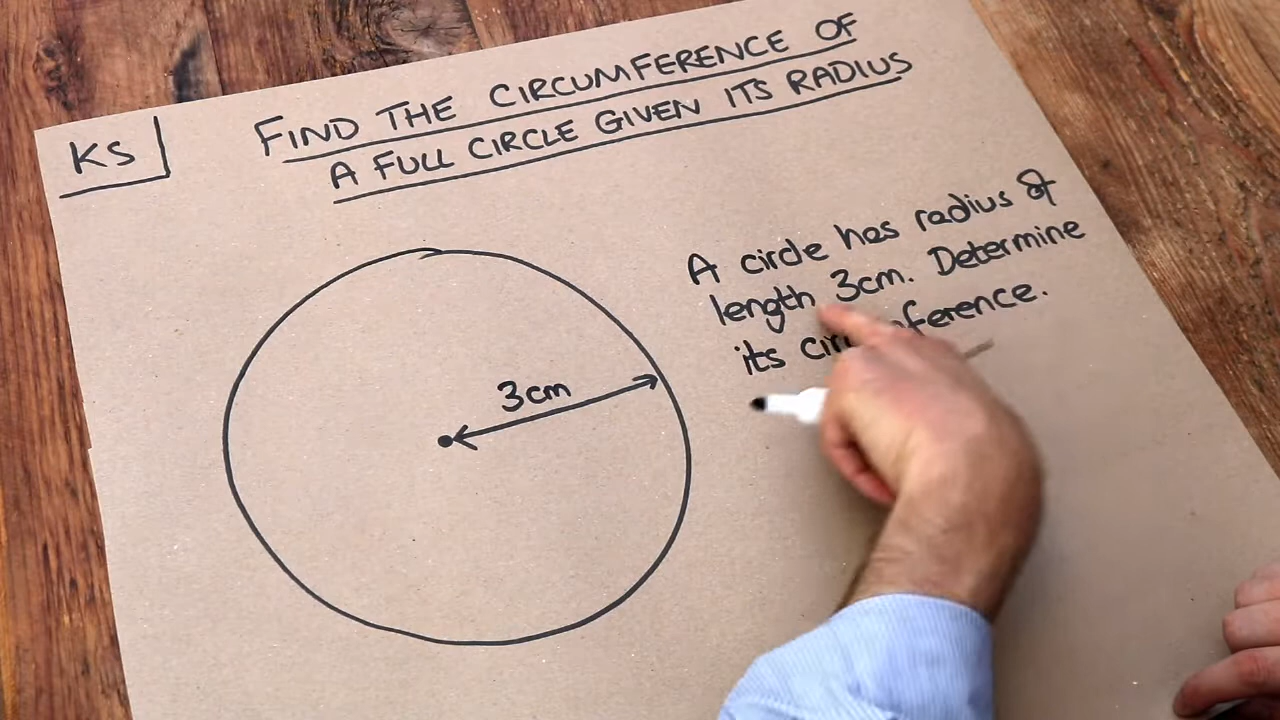 KS
FIND THE CIRCUMFERENCE OF
A FULL CIRCLE GIVEN ITS RADIUS
A circle has radius of
length 3cm. Determine
its
3cm